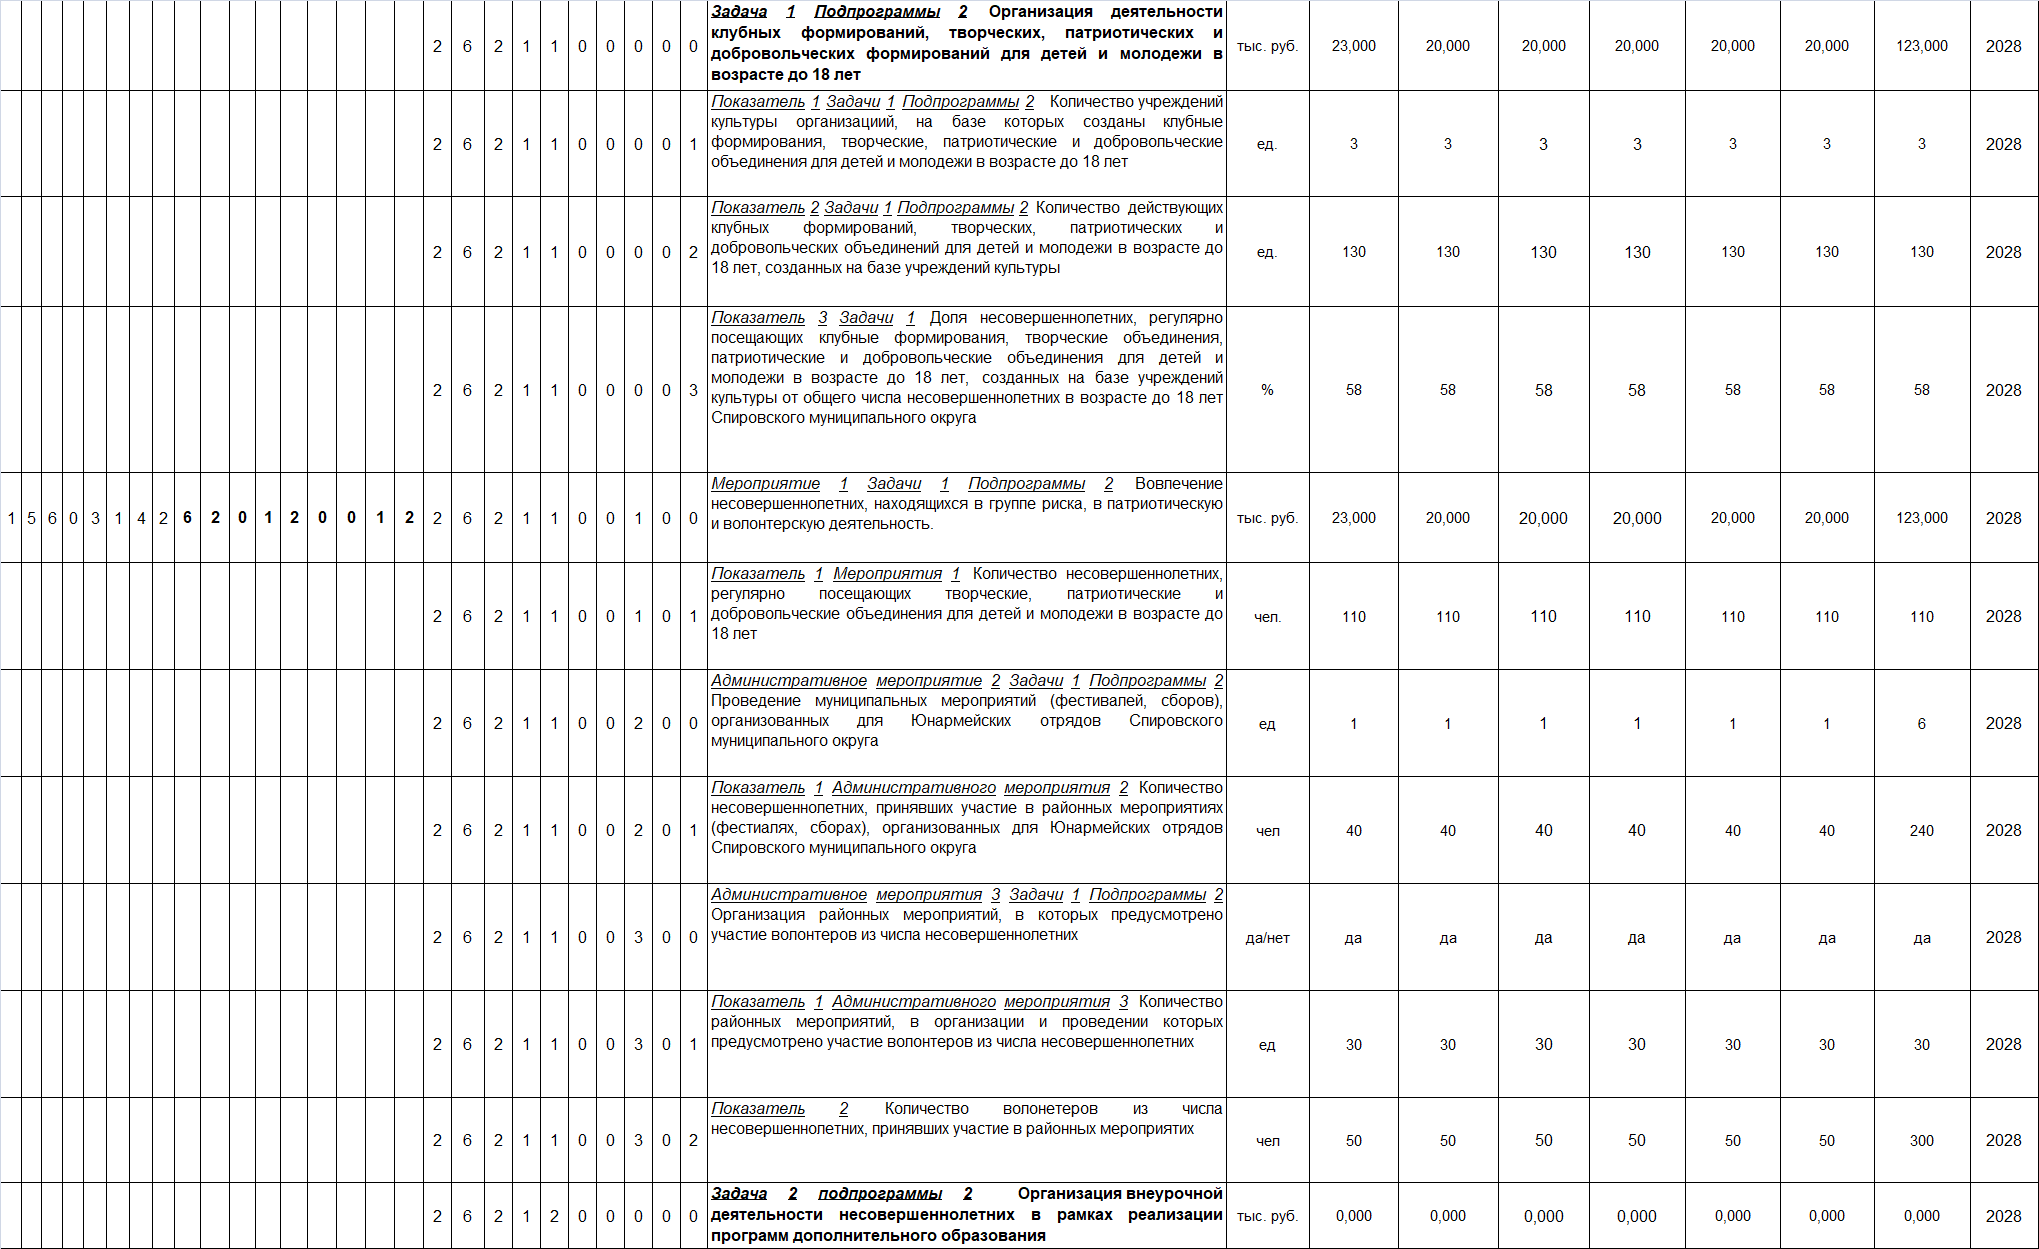 Задача 1 Подпрограммы 2 Организация деятельности
клубных формирований, творческих, патриотических и
добровольческих формирований для детей и молодежи в
возрасте до 18 лет
2 6 2 1 1 0 0 0 0 0 тыс. руб. 23,000 20,000 20,000 20,000 20,000 20,000 123,000 2028
Показатель 1 Задачи 1 Подпрограммы 2 Количество учреждений
культуры организациий, на базе которых созданы клубные
формирования, творческие, патриотические и добровольческие
объединения для детей и молодежи в возрасте до 18 лет
2 6 2 1 1 0 0 0 0 1 ед. 3 3 3 3 3 3 3 2028
Показатель 2 Задачи 1 Подпрограммы 2 Количество действующих
клубных формирований, творческих, патриотических и
добровольческих объединений для детей и молодежи в возрасте до
18 лет, созданных на базе учреждений культуры
2 6 2 1 1 0 0 0 0 2 ед. 130 130 130 130 130 130 130 2028
Показатель 3 Задачи 1 Доля несовершеннолетних, регулярно
посещающих клубные формирования, творческие объединения,
патриотические и добровольческие объединения для детей и
молодежи в возрасте до 18 лет, созданных на базе учреждений
культуры от общего числа несовершеннолетних в возрасте до 18 лет
Спировского муниципального округа
2 6 2 1 1 0 0 0 0 3 % 58 58 58 58 58 58 58 2028
Мероприятие 1 Задачи 1 Подпрограммы 2 Вовлечение
несовершеннолетних, находящихся в группе риска, в патриотическую
и волонтерскую деятельность.
1 5 6 0 3 1 4 2 6 2 0 1 2 0 0 1 2 2 6 2 1 1 0 0 1 0 0 тыс. руб. 23,000 20,000 20,000 20,000 20,000 20,000 123,000 2028
Показатель 1 Мероприятия 1 Количество несовершеннолетних,
регулярно посещающих творческие, патриотические и
добровольческие объединения для детей и молодежи в возрасте до
18 лет
2 6 2 1 1 0 0 1 0 1 чел. 110 110 110 110 110 110 110 2028
Административное мероприятие 2 Задачи 1 Подпрограммы 2
Проведение муниципальных мероприятий (фестивалей, сборов),
организованных для Юнармейских отрядов Спировского
муниципального округа
2 6 2 1 1 0 0 2 0 0 ед 1 1 1 1 1 1 6 2028
Показатель 1 Административного мероприятия 2 Количество
несовершеннолетних, принявших участие в районных мероприятиях
(фестиалях, сборах), организованных для Юнармейских отрядов
Спировского муниципального округа
2 6 2 1 1 0 0 2 0 1 чел 40 40 40 40 40 40 240 2028
Административное мероприятия 3 Задачи 1 Подпрограммы 2
Организация районных мероприятий, в которых предусмотрено
участие волонтеров из числа несовершеннолетних
2 6 2 1 1 0 0 3 0 0 да/нет да да да да да да да 2028
Показатель 1 Административного мероприятия 3 Количество
районных мероприятий, в организации и проведении которых
предусмотрено участие волонтеров из числа несовершеннолетних
2 6 2 1 1 0 0 3 0 1 ед 30 30 30 30 30 30 30 2028
Показатель 2 Количество волонетеров из числа
несовершеннолетних, принявших участие в районных мероприятих
2 6 2 1 1 0 0 3 0 2 чел 50 50 50 50 50 50 300 2028
Задача 2 подпрограммы 2 Организация внеурочной
деятельности несовершеннолетних в рамках реализации
программ дополнительного образования
2 6 2 1 2 0 0 0 0 0 тыс. руб. 0,000 0,000 0,000 0,000 0,000 0,000 0,000 2028